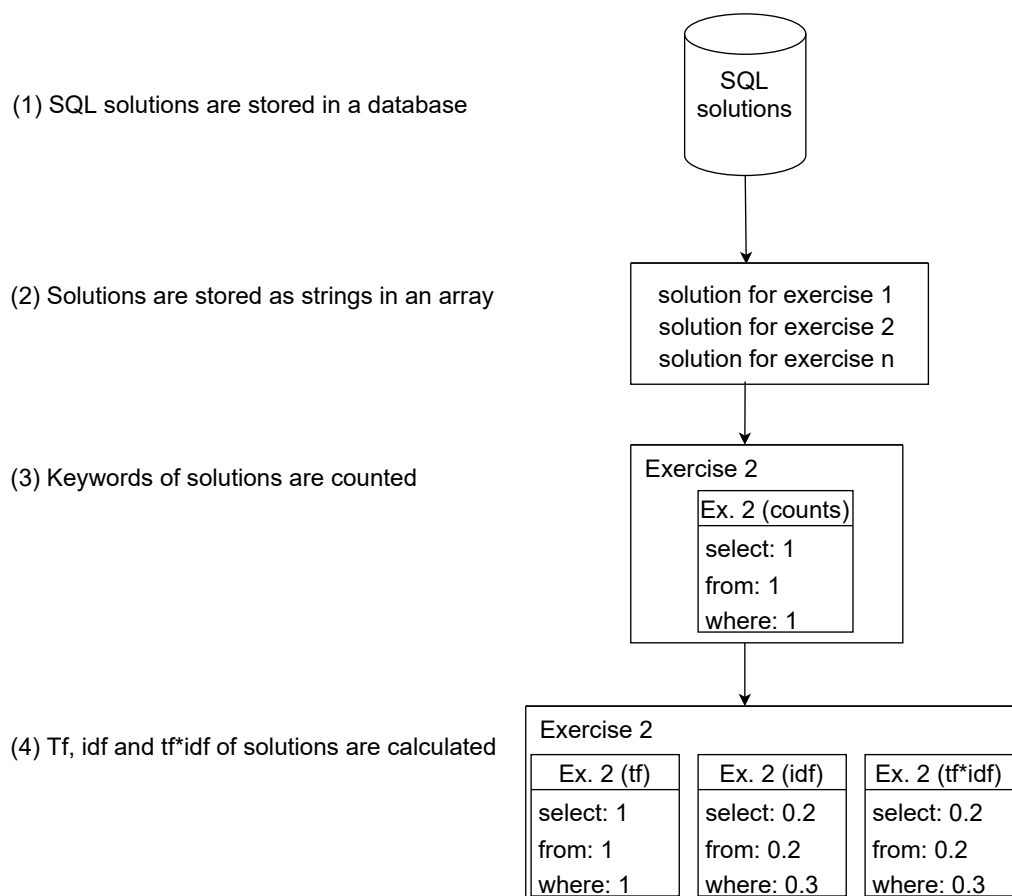 SQL
solutions
(1) SQL solutions are stored in a database
(2) Solutions are stored as strings in an array
solution for exercise 1
solution for exercise 2
solution for exercise n
(3) Keywords of solutions are counted
Exercise 2
Ex. 2 (counts)
select: 1
from: 1
where: 1
(4) Tf, idf and tf*idf of solutions are calculated
Exercise 2
Ex. 2 (tf)
select: 1
from: 1
where: 1
Ex. 2 (idf)
select: 0.2
from: 0.2
where: 0.3
Ex. 2 (tf*idf)
select: 0.2
from: 0.2
where: 0.3